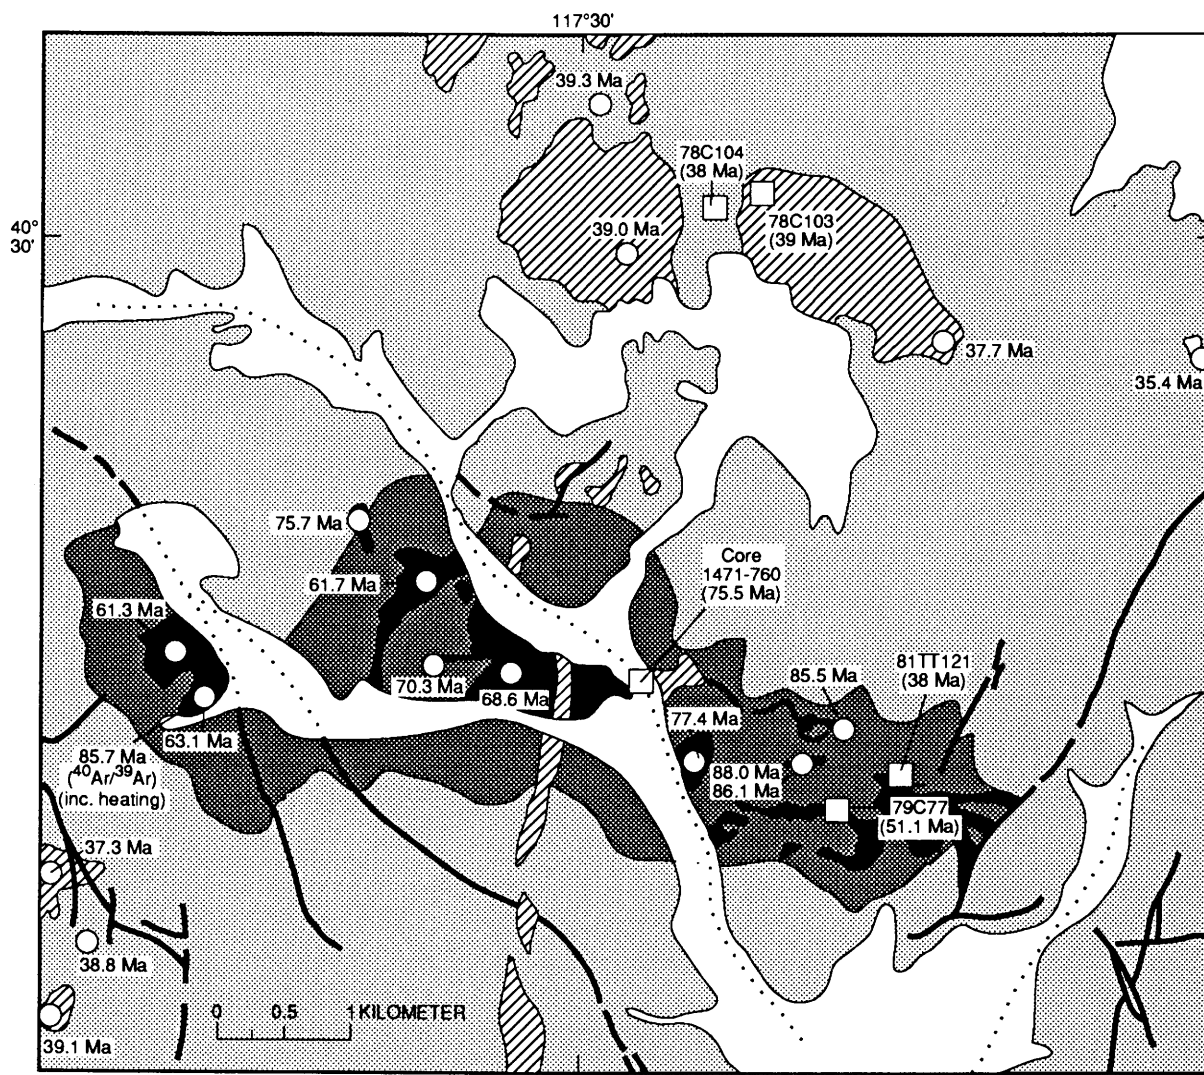 117°30'
39.3 Ma
78C104
(38 Ma)
40°
30'
39.0 Ma
78C103
(39 Ma)
37.7 Ma
35.4 Ma
75.7 Ma
Core
1471-760
(75.5 Ma)
61.7 Ma
61.3 Ma
70.3 Ma
68.6 Ma
85.5 Ma
81TT121
(38 Ma)
63.1 Ma
77.4 Ma
85.7 Ma
(⁴⁰Ar/³⁹Ar)
(inc. heating)
88.0 Ma
86.1 Ma
79C77
(51.1 Ma)
37.3 Ma
38.8 Ma
0 0.5 1 KILOMETER
39.1 Ma